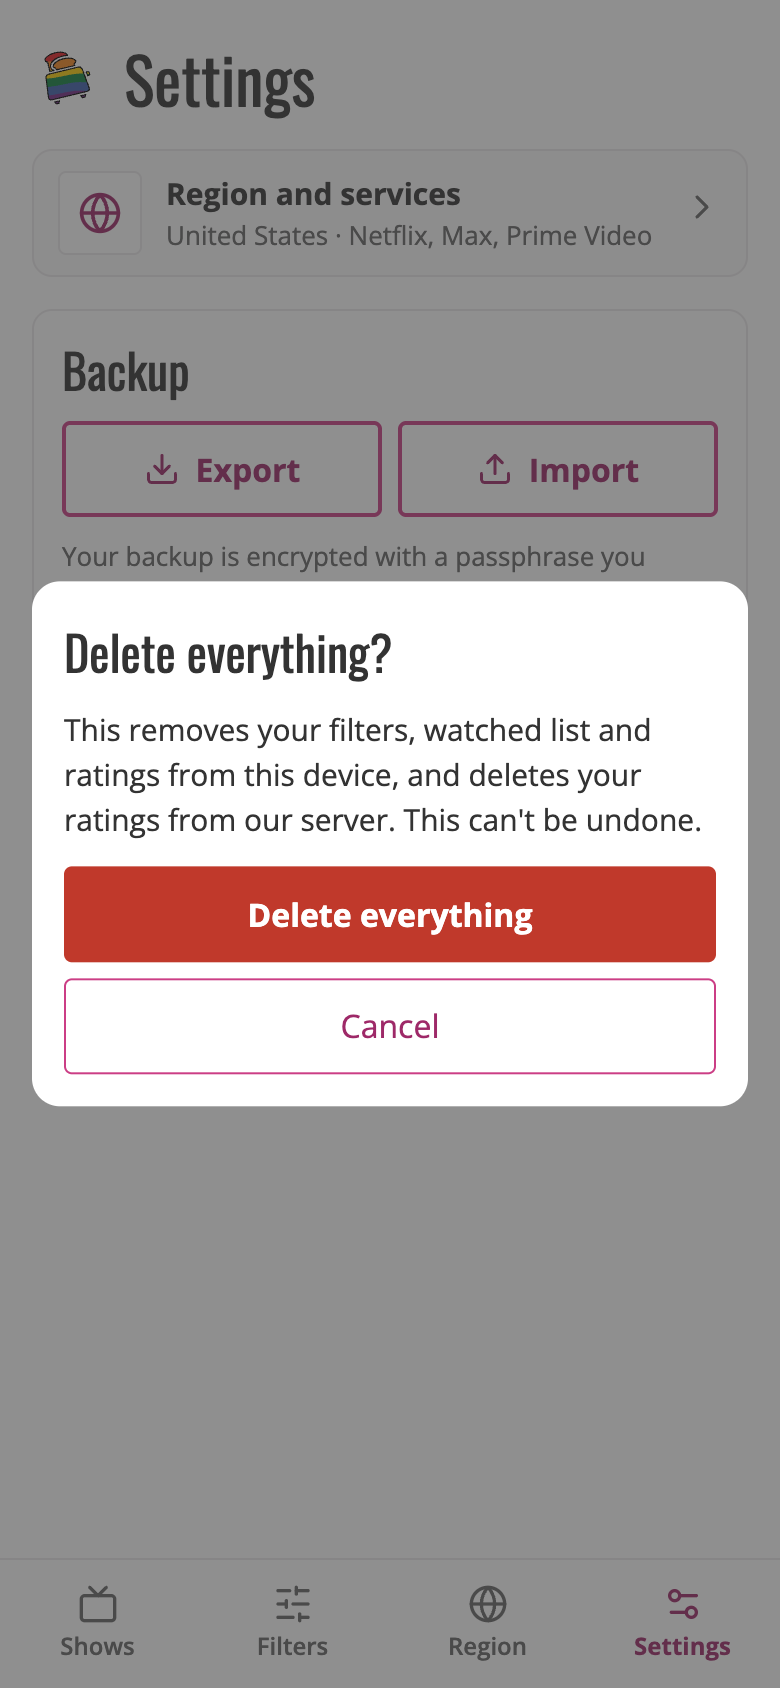 Settings
Region and services
United States · Netflix, Max, Prime Video
Backup
Export
Import
Your backup is encrypted with a passphrase you
Delete everything?
This removes your filters, watched list and
ratings from this device, and deletes your
ratings from our server. This can't be undone.
Delete everything
Cancel
Shows
Filters
Region
Settings